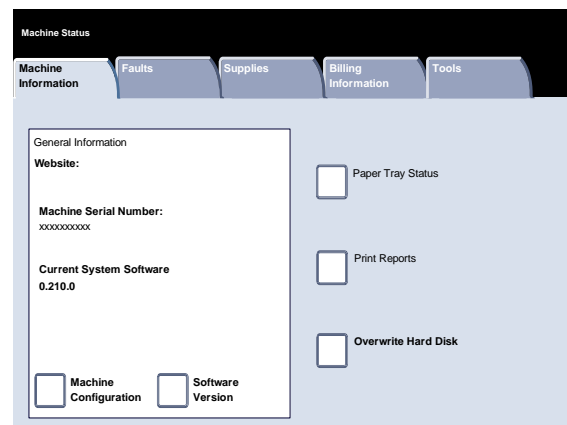 Machine Status
Machine
Information
Faults
Supplies
Billing
Information
Tools
General Information
Website:
Machine Serial Number:
xxxxxxxxxx
Current System Software
0.210.0
Machine
Configuration
Software
Version
Paper Tray Status
Print Reports
Overwrite Hard Disk